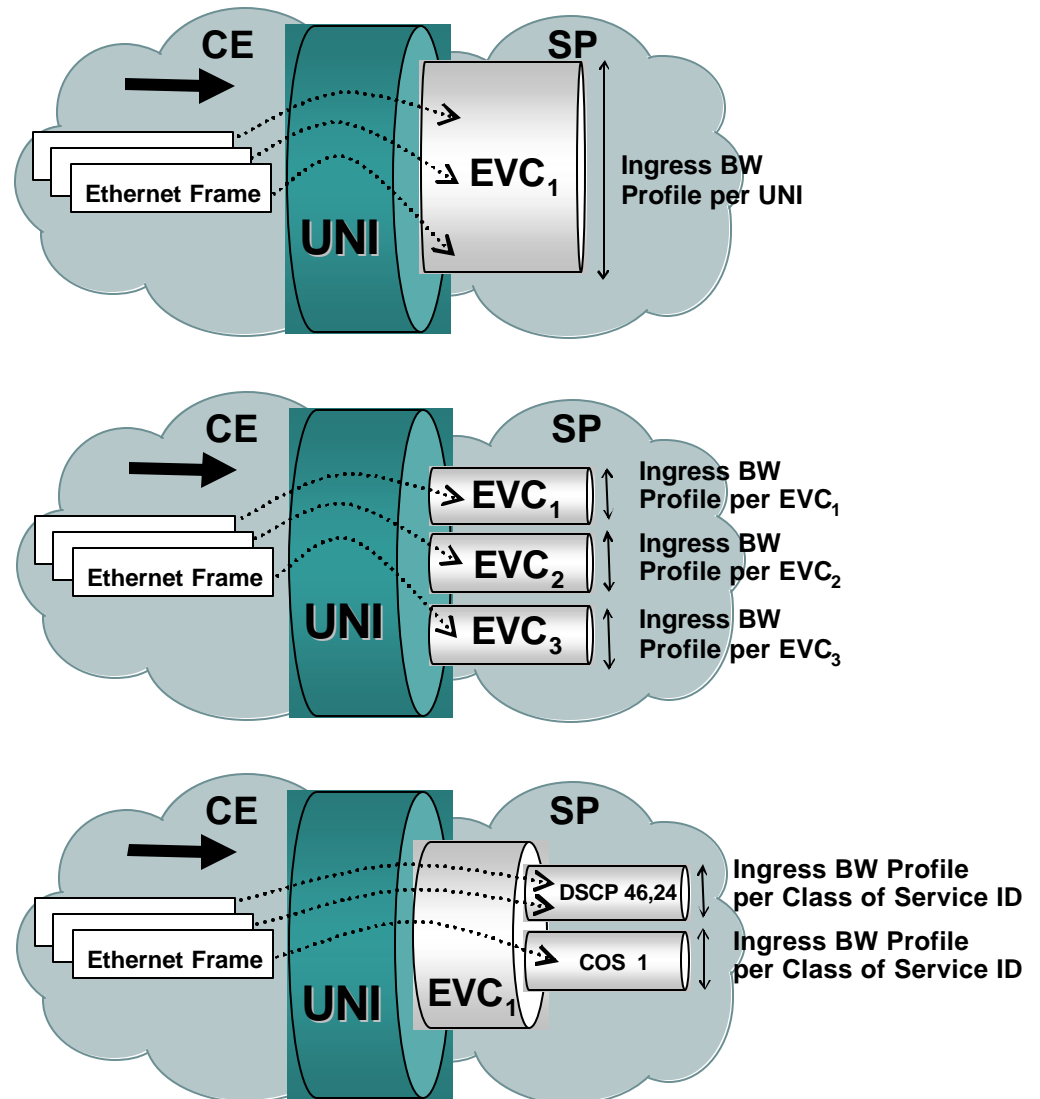 CE
SP
Ethernet Frame
UNI
EVC1
Ingress BW
Profile per UNI
CE
SP
Ethernet Frame
UNI
EVC1
EVC2
EVC3
Ingress BW
Profile per EVC1
Ingress BW
Profile per EVC2
Ingress BW
Profile per EVC3
CE
SP
Ethernet Frame
UNI
EVC1
DSCP 46,24
COS 1
Ingress BW Profile
per Class of Service ID
Ingress BW Profile
per Class of Service ID